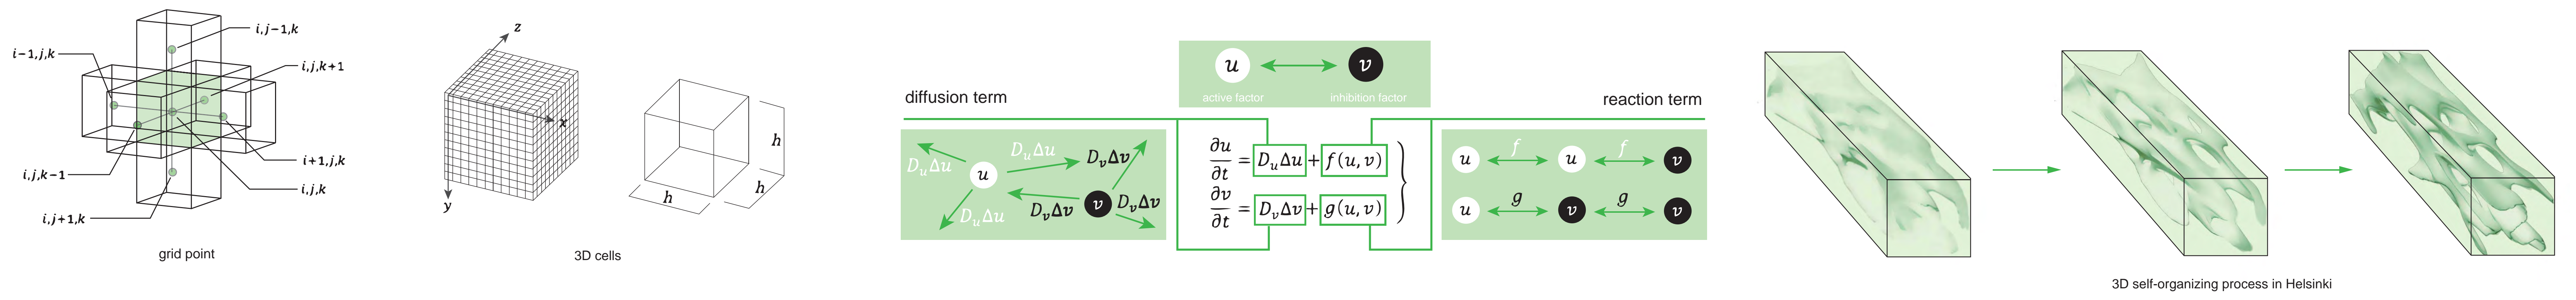 i,j−1,k
i−1,j,k
i,j,k+1
i+1,j,k
i,j,k−1
i,j,k
i,j+1,k
grid point
z
x
y
h
h
h
3D cells
u
v
active factor
inhibition factor
diffusion term
reaction term
D_uΔu
D_uΔu
D_vΔv
u
D_vΔv
v
D_vΔv
D_uΔu
∂u/∂t = D_uΔu + f(u, v)
∂v/∂t = D_vΔv + g(u, v)
u f u f v
u g v g v
3D self-organizing process in Helsinki